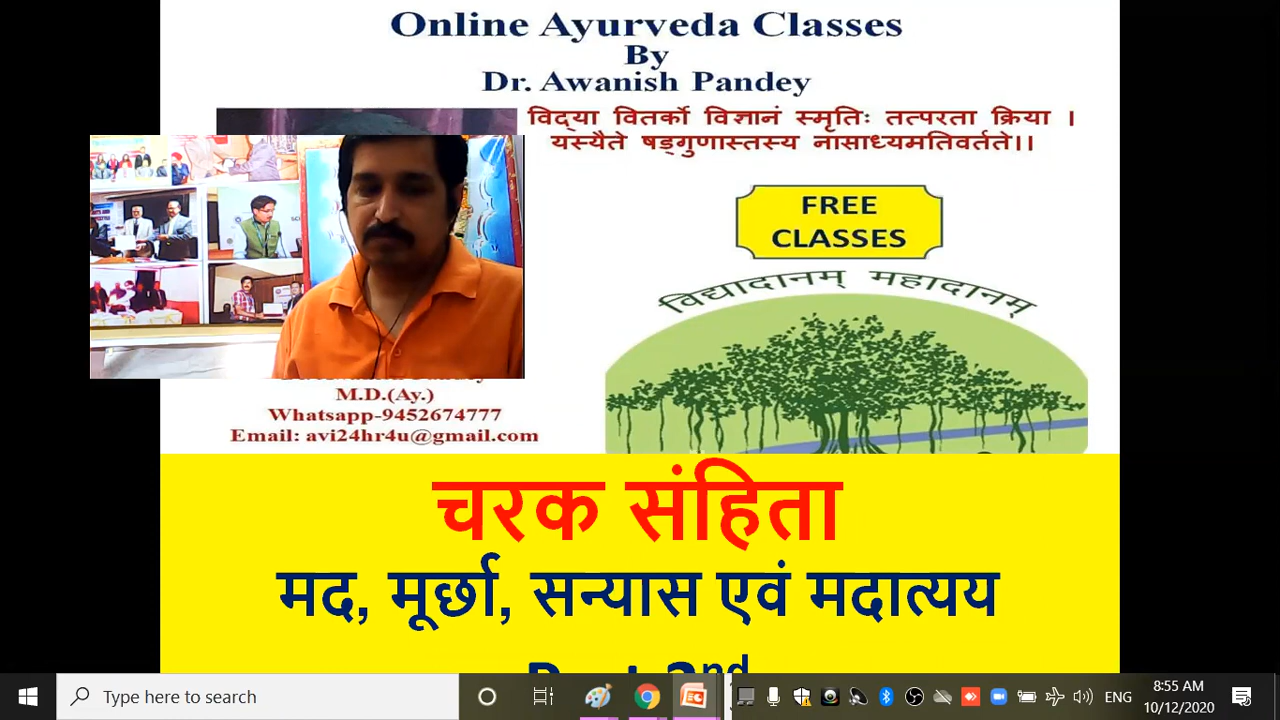 Online Ayurveda Classes
By
Dr. Awanish Pandey
विद्या वितर्को विज्ञानं स्मृतिः तत्परता क्रिया ।
यस्यैते षड्गुणास्तस्य नासाध्यमतिवर्तते।।
FREE
CLASSES
विद्यादानम् महादानम्
M.D.(Ay.)
Whatsapp-9452674777
Email: avi24hr4u@gmail.com
चरक संहिता
मद, मूर्छा, सन्यास एवं मदात्यय
Type here to search
ENG
8:55 AM
10/12/2020